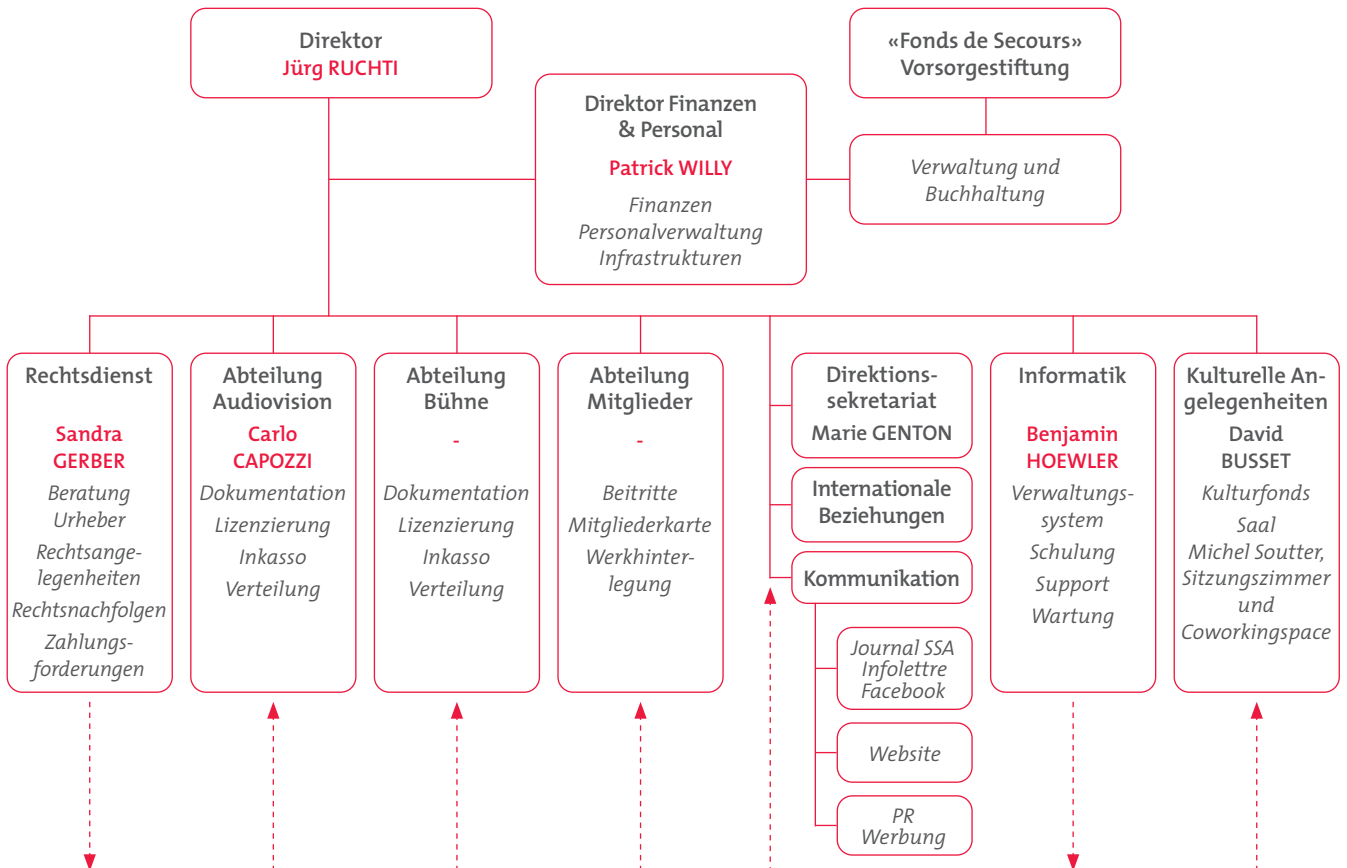 Direktor
Jürg RUCHTI
«Fonds de Secours»
Vorsorgestiftung
Direktor Finanzen
& Personal
Patrick WILLY
Finanzen
Personalverwaltung
Infrastrukturen
Verwaltung und
Buchhaltung
Rechtsdienst
Sandra
GERBER
Beratung
Urheber
Rechtsange-
legenheiten
Rechtsnachfolgen
Zahlungs-
forderungen
Abteilung
Audiovision
Carlo
CAPOZZI
Dokumentation
Lizenzierung
Inkasso
Verteilung
Abteilung
Bühne
-
Dokumentation
Lizenzierung
Inkasso
Verteilung
Abteilung
Mitglieder
-
Beitritte
Mitgliederkarte
Werkhinter-
legung
Direktions-
sekretariat
Marie GENTON
Internationale
Beziehungen
Kommunikation
Journal SSA
Infolettre
Facebook
Website
PR
Werbung
Informatik
Benjamin
HOEWLER
Verwaltungs-
system
Schulung
Support
Wartung
Kulturelle An-
gelegenheiten
David
BUSSET
Kulturfonds
Saal
Michel Soutter,
Sitzungszimmer
und
Coworkingspace